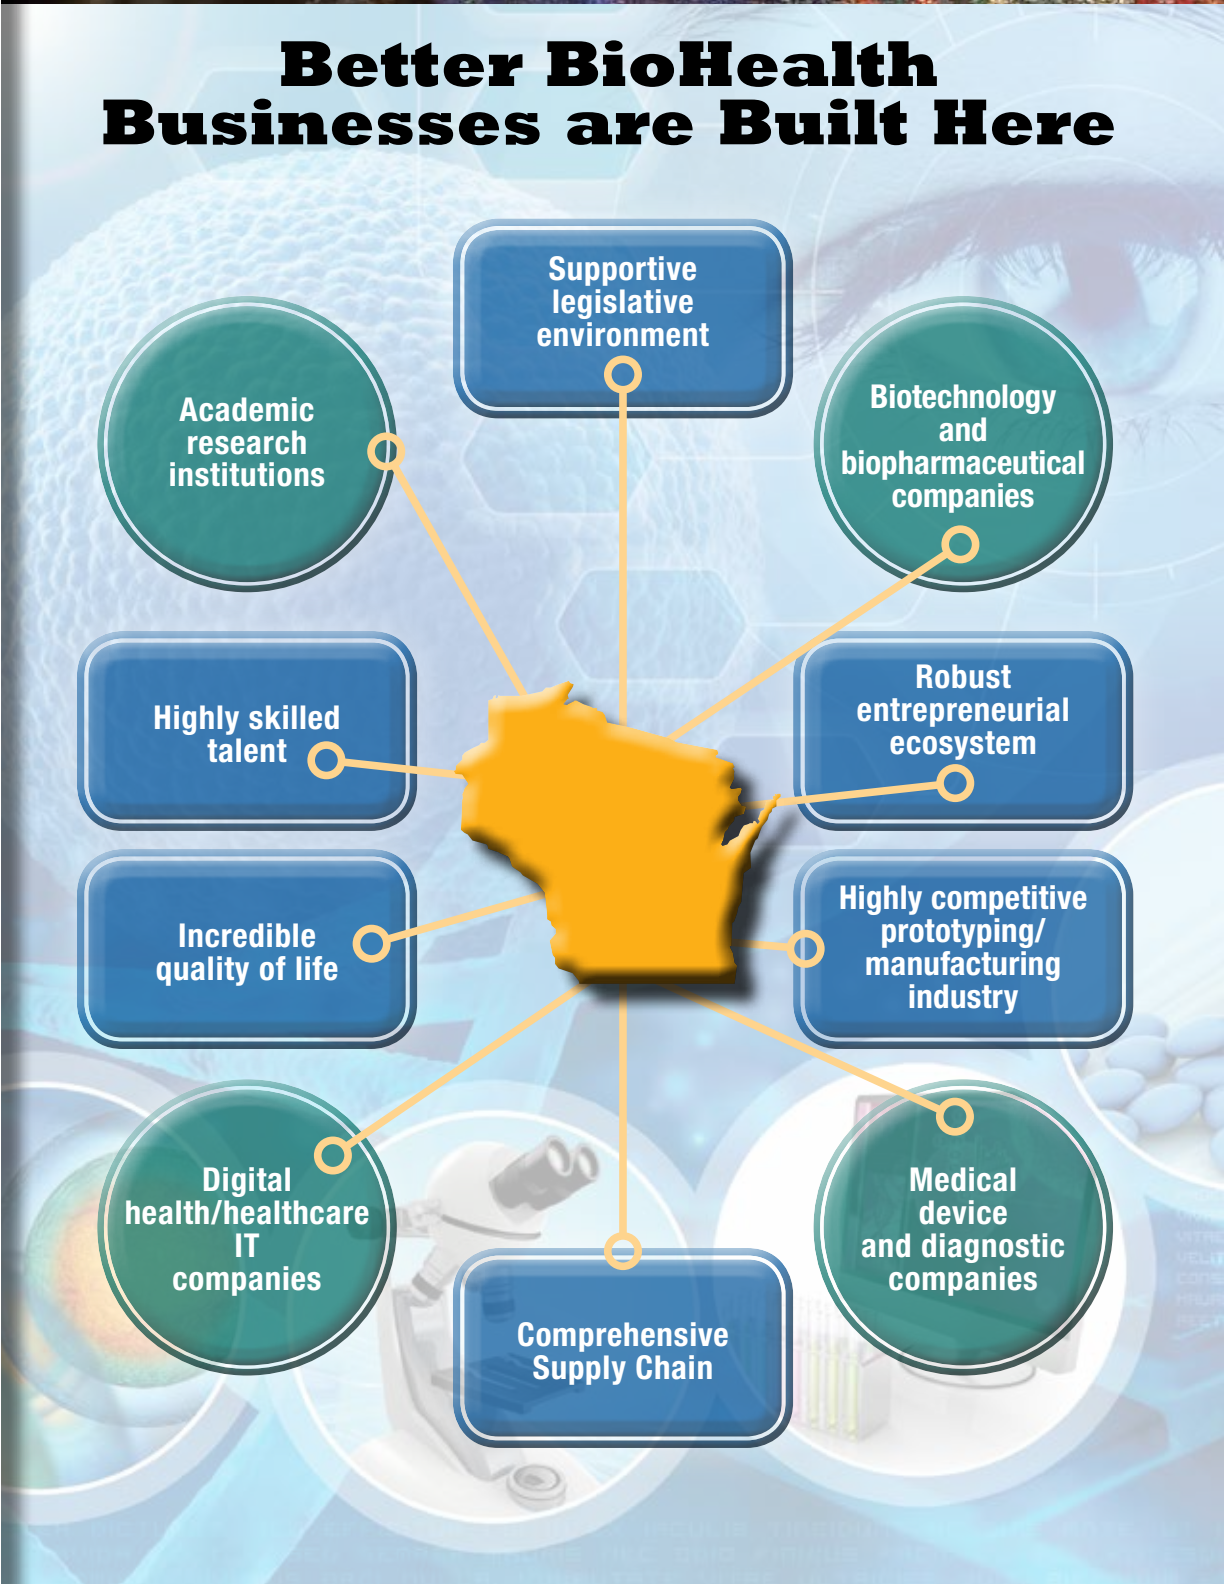 Better BioHealth
Businesses are Built Here
Supportive
legislative
environment
Academic
research
institutions
Biotechnology
and
biopharmaceutical
companies
Highly skilled
talent
Robust
entrepreneurial
ecosystem
Incredible
quality of life
Highly competitive
prototyping/
manufacturing
industry
Digital
health/healthcare
IT
companies
Medical
device
and diagnostic
companies
Comprehensive
Supply Chain